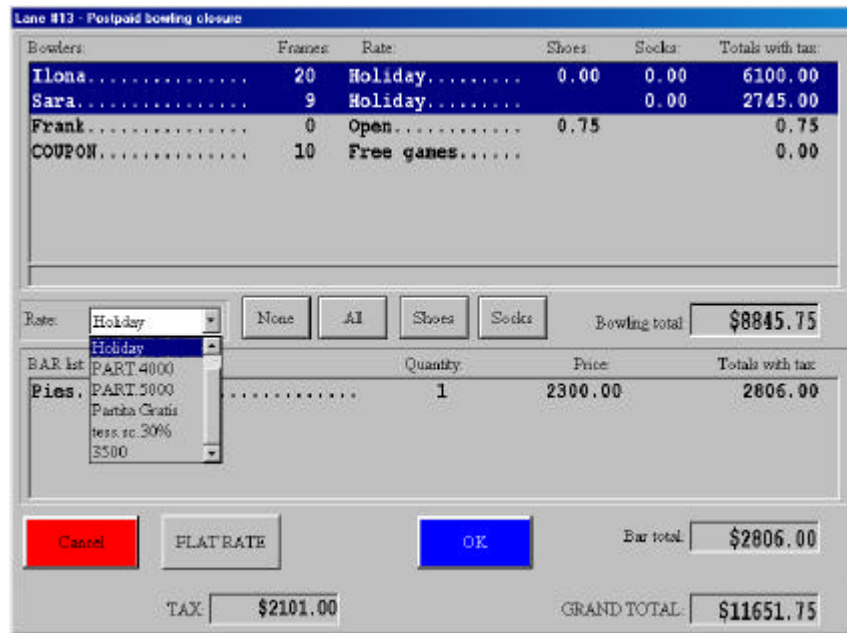 Lane #13 - Postpaid bowling closure
Bowlers: Frames: Rate: Shoes: Socks: Totals with tax:
Ilona............... 20 Holiday......... 0.00 0.00 6100.00
Sara................ 9 Holiday......... 0.00 2745.00
Frank............... 0 Open............ 0.75 0.75
COUPON.............. 10 Free games...... 0.00
Rate: Holiday None All Shoes Socks Bowling total: $8845.75
Holiday
BAR list Quantity: Price: Totals with tax:
PART.4000
Pies. ............. 1 2300.00 2806.00
PART.5000
Partita Gratis
tess.sc.30%
3500
Cancel FLAT RATE OK Bar total: $2806.00
TAX: $2101.00 GRAND TOTAL: $11651.75